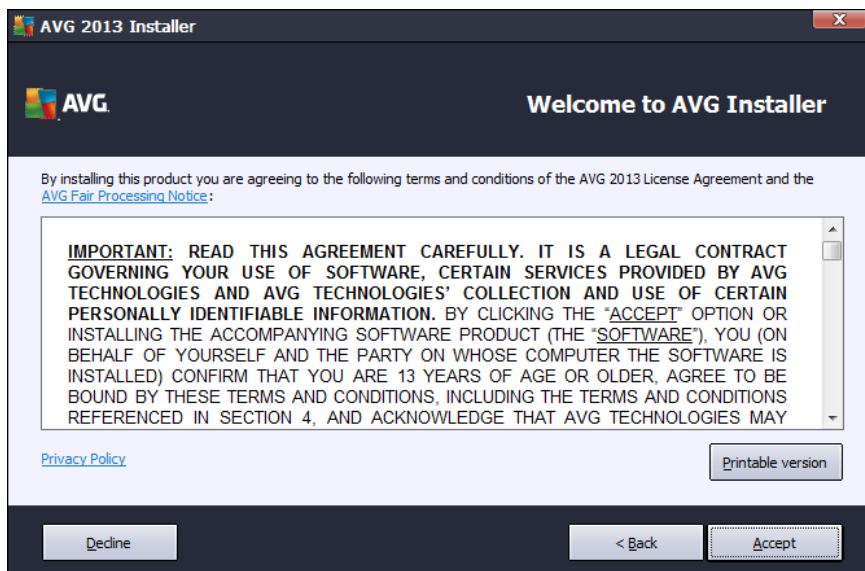 AVG 2013 Installer
AVG.
Welcome to AVG Installer
By installing this product you are agreeing to the following terms and conditions of the AVG 2013 License Agreement and the
AVG Fair Processing Notice:
IMPORTANT: READ THIS AGREEMENT CAREFULLY. IT IS A LEGAL CONTRACT
GOVERNING YOUR USE OF SOFTWARE, CERTAIN SERVICES PROVIDED BY AVG
TECHNOLOGIES AND AVG TECHNOLOGIES’ COLLECTION AND USE OF CERTAIN
PERSONALLY IDENTIFIABLE INFORMATION. BY CLICKING THE “ACCEPT” OPTION OR
INSTALLING THE ACCOMPANYING SOFTWARE PRODUCT (THE “SOFTWARE”), YOU (ON
BEHALF OF YOURSELF AND THE PARTY ON WHOSE COMPUTER THE SOFTWARE IS
INSTALLED) CONFIRM THAT YOU ARE 13 YEARS OF AGE OR OLDER, AGREE TO BE
BOUND BY THESE TERMS AND CONDITIONS, INCLUDING THE TERMS AND CONDITIONS
REFERENCED IN SECTION 4, AND ACKNOWLEDGE THAT AVG TECHNOLOGIES MAY
Privacy Policy
Printable version
Decline
< Back
Accept